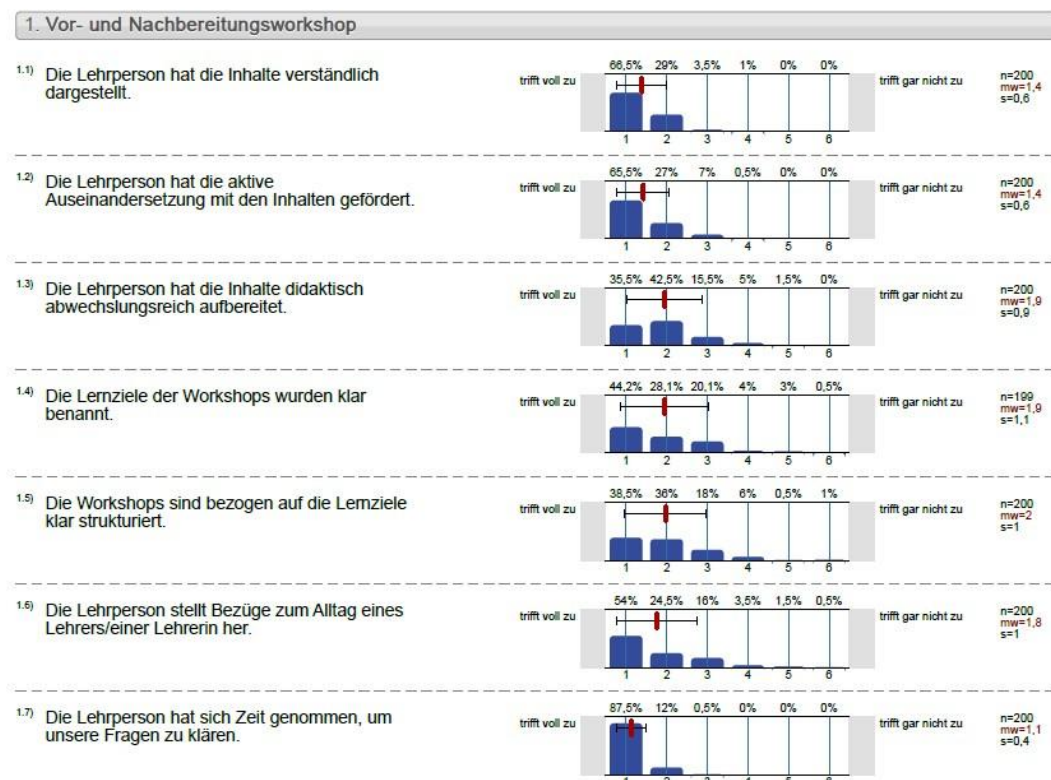 1. Vor- und Nachbereitungsworkshop
1.1) Die Lehrperson hat die Inhalte verständlich
dargestellt.
trifft voll zu
66,5% 29% 3,5% 1% 0% 0%
1 2 3 4 5 6
trifft gar nicht zu
n=200
mw=1,4
s=0,6
1.2) Die Lehrperson hat die aktive
Auseinandersetzung mit den Inhalten gefördert.
trifft voll zu
65,5% 27% 7% 0,5% 0% 0%
1 2 3 4 5 6
trifft gar nicht zu
n=200
mw=1,4
s=0,6
1.3) Die Lehrperson hat die Inhalte didaktisch
abwechslungsreich aufbereitet.
trifft voll zu
35,5% 42,5% 15,5% 5% 1,5% 0%
1 2 3 4 5 6
trifft gar nicht zu
n=200
mw=1,9
s=0,9
1.4) Die Lernziele der Workshops wurden klar
benannt.
trifft voll zu
44,2% 28,1% 20,1% 4% 3% 0,5%
1 2 3 4 5 6
trifft gar nicht zu
n=199
mw=1,9
s=1,1
1.5) Die Workshops sind bezogen auf die Lernziele
klar strukturiert.
trifft voll zu
38,5% 36% 18% 6% 0,5% 1%
1 2 3 4 5 6
trifft gar nicht zu
n=200
mw=2
s=1
1.6) Die Lehrperson stellt Bezüge zum Alltag eines
Lehrers/einer Lehrerin her.
trifft voll zu
54% 24,5% 16% 3,5% 1,5% 0,5%
1 2 3 4 5 6
trifft gar nicht zu
n=200
mw=1,8
s=1
1.7) Die Lehrperson hat sich Zeit genommen, um
unsere Fragen zu klären.
trifft voll zu
87,5% 12% 0,5% 0% 0% 0%
1 2 3 4 5 6
trifft gar nicht zu
n=200
mw=1,1
s=0,4